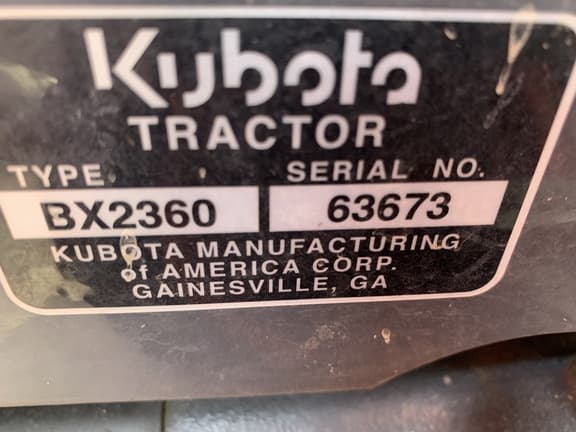 Kubota
TRACTOR
TYPE SERIAL NO.
BX2360 63673
KUBOTA MANUFACTURING
of AMERICA CORP.
GAINESVILLE, GA